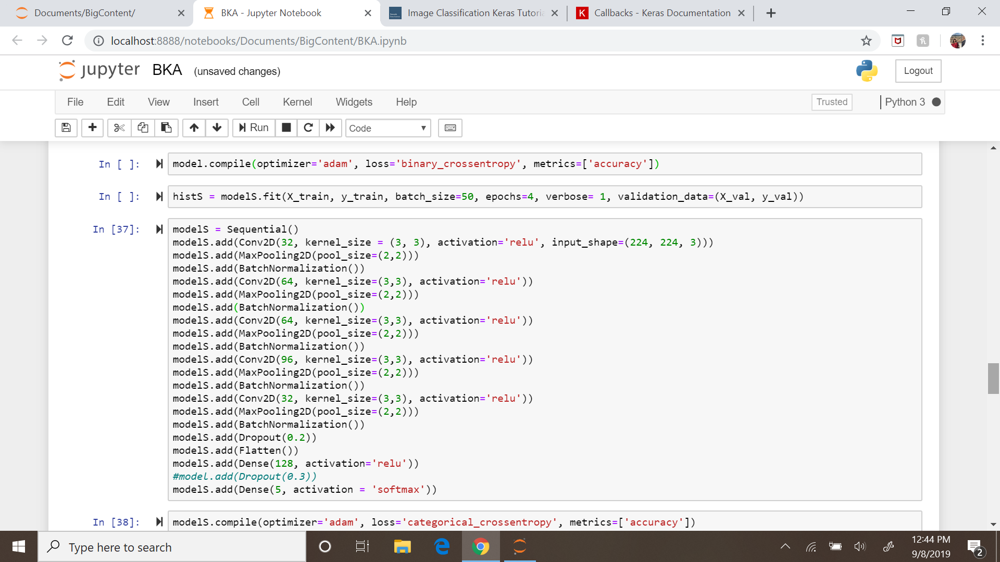 Documents/BigContent/
BKA - Jupyter Notebook
Image Classification Keras Tutoria
K Callbacks - Keras Documentation
localhost:8888/notebooks/Documents/BigContent/BKA.ipynb
jupyter BKA (unsaved changes)
Logout
File Edit View Insert Cell Kernel Widgets Help
Trusted
Python 3
Run
Code
In [ ]: model.compile(optimizer='adam', loss='binary_crossentropy', metrics=['accuracy'])
In [ ]: histS = modelS.fit(X_train, y_train, batch_size=50, epochs=4, verbose= 1, validation_data=(X_val, y_val))
In [37]: modelS = Sequential()
modelS.add(Conv2D(32, kernel_size = (3, 3), activation='relu', input_shape=(224, 224, 3)))
modelS.add(MaxPooling2D(pool_size=(2,2)))
modelS.add(BatchNormalization())
modelS.add(Conv2D(64, kernel_size=(3,3), activation='relu'))
modelS.add(MaxPooling2D(pool_size=(2,2)))
modelS.add(BatchNormalization())
modelS.add(Conv2D(64, kernel_size=(3,3), activation='relu'))
modelS.add(MaxPooling2D(pool_size=(2,2)))
modelS.add(BatchNormalization())
modelS.add(Conv2D(96, kernel_size=(3,3), activation='relu'))
modelS.add(MaxPooling2D(pool_size=(2,2)))
modelS.add(BatchNormalization())
modelS.add(Conv2D(32, kernel_size=(3,3), activation='relu'))
modelS.add(MaxPooling2D(pool_size=(2,2)))
modelS.add(BatchNormalization())
modelS.add(Dropout(0.2))
modelS.add(Flatten())
modelS.add(Dense(128, activation='relu'))
#model.add(Dropout(0.3))
modelS.add(Dense(5, activation = 'softmax'))
In [38]: modelS.compile(optimizer='adam', loss='categorical_crossentropy', metrics=['accuracy'])
Type here to search
12:44 PM
9/8/2019
2